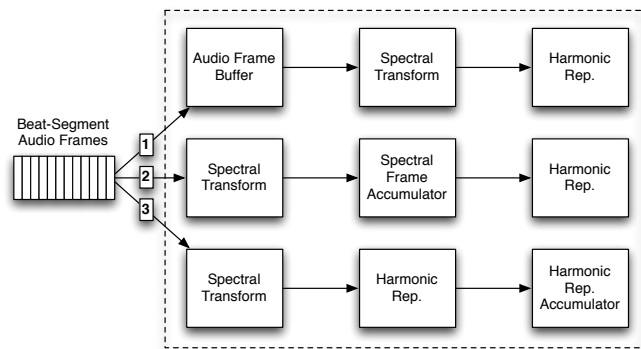 Audio Frame
Buffer
Spectral
Transform
Harmonic
Rep.
Beat-Segment
Audio Frames
1
2
3
Spectral
Transform
Spectral
Frame
Accumulator
Harmonic
Rep.
Spectral
Transform
Harmonic
Rep.
Harmonic
Rep.
Accumulator